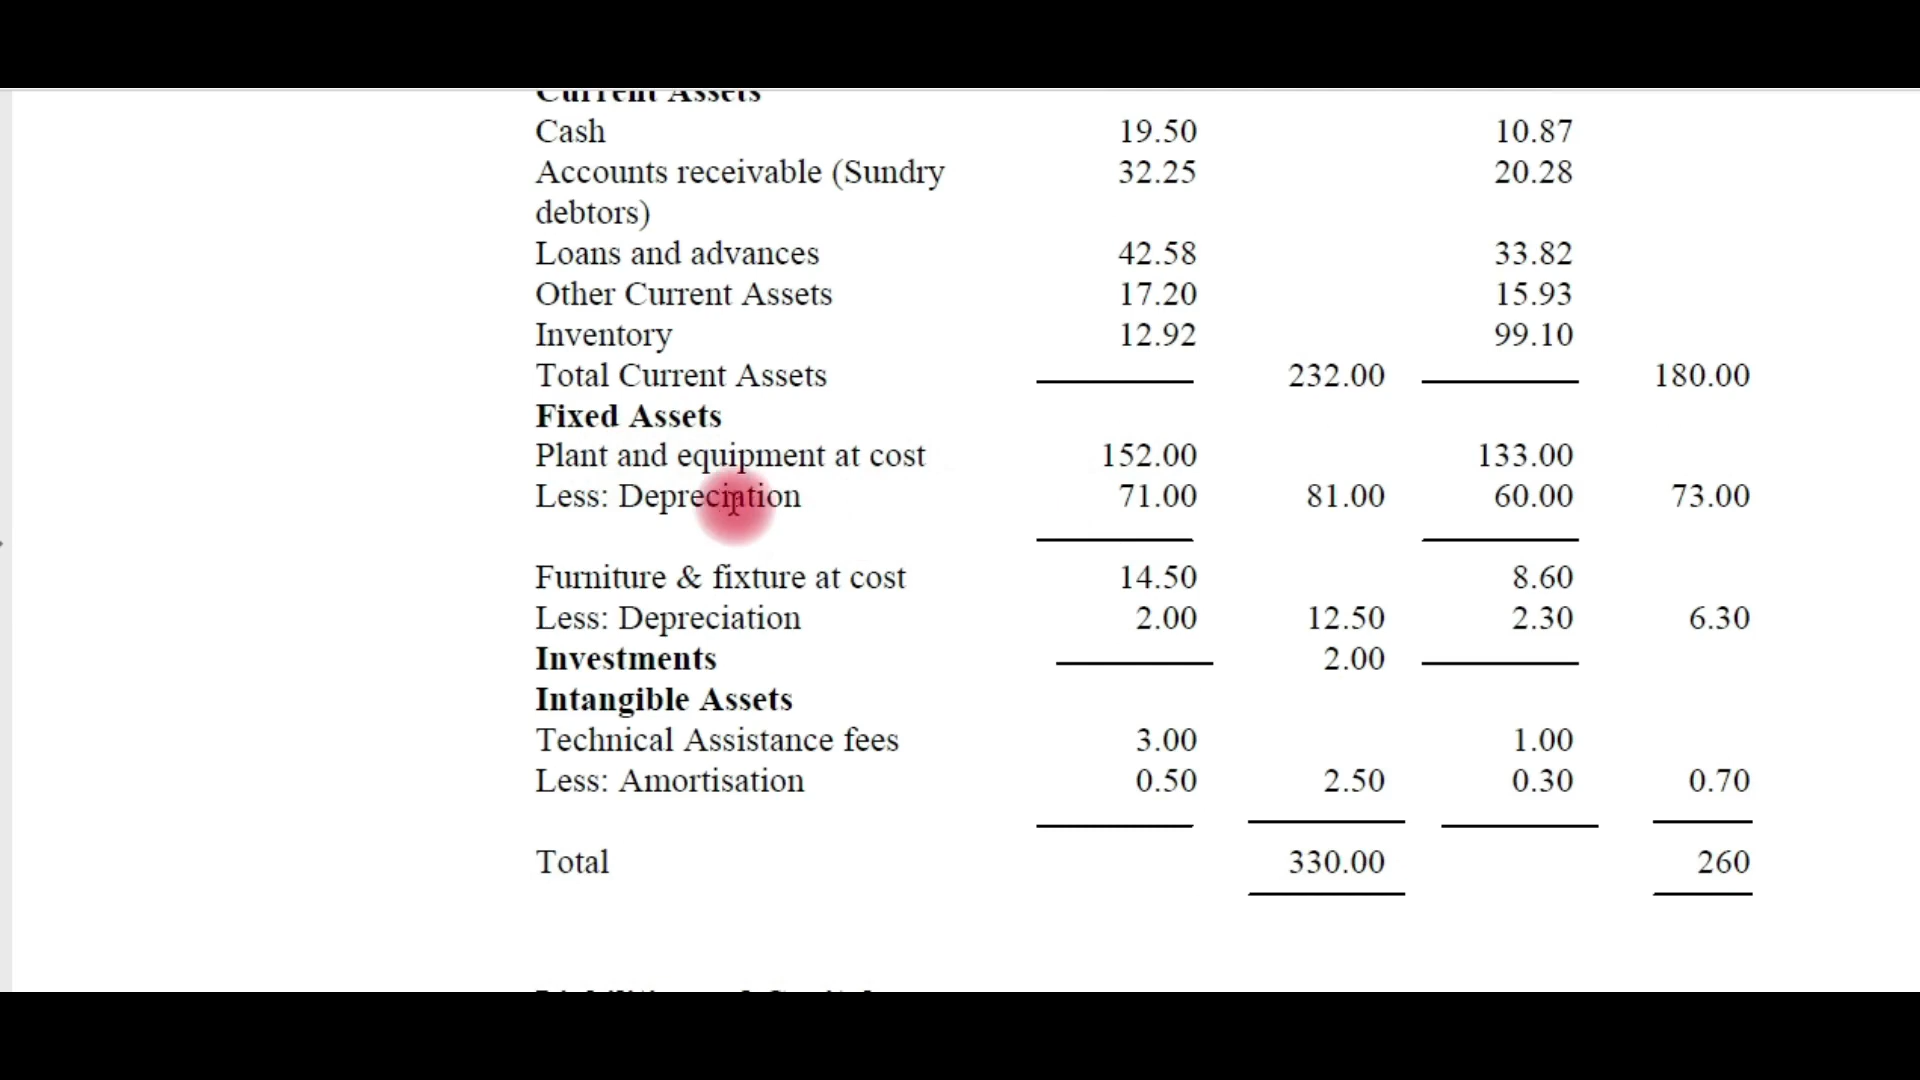 Current Assets
Cash 19.50 10.87
Accounts receivable (Sundry 32.25 20.28
debtors)
Loans and advances 42.58 33.82
Other Current Assets 17.20 15.93
Inventory 12.92 99.10
Total Current Assets 232.00 180.00
Fixed Assets
Plant and equipment at cost 152.00 133.00
Less: Depreciation 71.00 81.00 60.00 73.00
Furniture & fixture at cost 14.50 8.60
Less: Depreciation 2.00 12.50 2.30 6.30
Investments 2.00
Intangible Assets
Technical Assistance fees 3.00 1.00
Less: Amortisation 0.50 2.50 0.30 0.70
Total 330.00 260